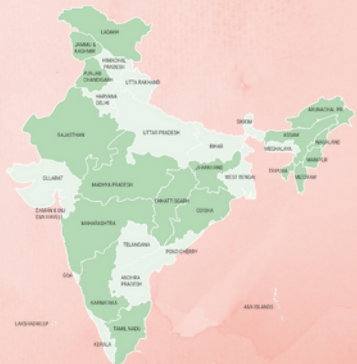 LADAKH
JAMMU &
KASHMIR
HIMACHAL
PRADESH
PUNJAB
CHANDIGARH
UTTARAKHAND
HARYANA
DELHI
RAJASTHAN
UTTAR PRADESH
BIHAR
SIKKIM
ARUNACHAL PR.
ASSAM
NAGALAND
MEGHALAYA
MANIPUR
TRIPURA
MIZORAM
WEST BENGAL
JHARKHAND
GUJARAT
MADHYA PRADESH
CHHATTISGARH
ODISHA
MAHARASHTRA
TELANGANA
PONDICHERRY
GOA
ANDHRA
PRADESH
KARNATAKA
A&N ISLANDS
LAKSHADWEEP
TAMIL NADU
KERALA